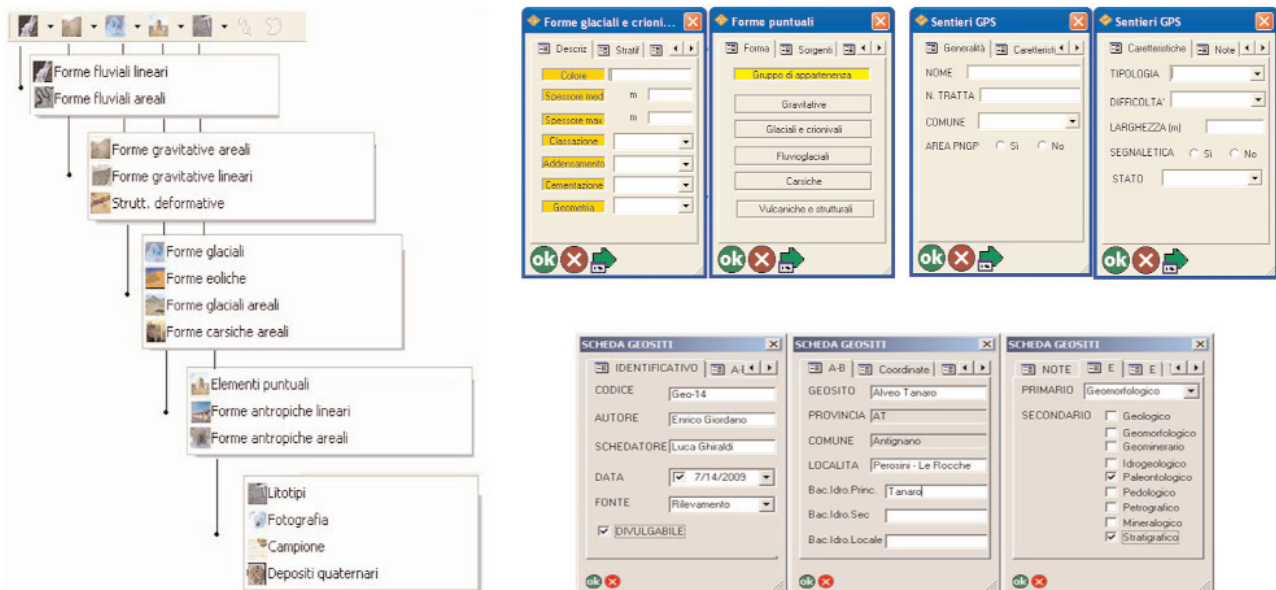 Forme fluviali lineari
Forme fluviali areali
Forme gravitative areali
Forme gravitative lineari
Strutt. deformative
Forme glaciali
Forme eoliche
Forme glaciali areali
Forme carsiche areali
Elementi puntuali
Forme antropiche lineari
Forme antropiche areali
Litotipi
Fotografia
Campione
Depositi quaternari
Forme glaciali e crioni...
Descriz Stratif
Colore
Spessore med m
Spessore max m
Classazione
Addensamento
Cementazione
Geometria
ok
Forme puntuali
Forma Sorgenti
Gruppo di appartenenza
Gravitative
Glaciali e crionivali
Fluvioglaciali
Carsiche
Vulcaniche e strutturali
ok
Sentieri GPS
Generalità Caretteristi
NOME
N. TRATTA
COMUNE
AREA PNGP Sì No
ok
Sentieri GPS
Caretteristiche Note
TIPOLOGIA
DIFFICOLTA'
LARGHEZZA (m)
SEGNALETICA Sì No
STATO
ok
SCHEDA GEOSITI
IDENTIFICATIVO A-E
CODICE Geo-14
AUTORE Enrico Giordano
SCHEDATORE Luca Ghiraldi
DATA 7/14/2009
FONTE Rilevamento
DIVULGABILE
ok
SCHEDA GEOSITI
A-B Coordinate
GEOSITO Alveo Tanaro
PROVINCIA AT
COMUNE Antignano
LOCALITA Perosini - Le Rocche
Bac.Idro.Princ. Tanaro
Bac.Idro.Sec
Bac.Idro.Locale
ok
SCHEDA GEOSITI
NOTE E E
PRIMARIO Geomorfologico
SECONDARIO Geologico
Geomorfologico
Geominerario
Idrogeologico
Paleontologico
Pedologico
Petrografico
Mineralogico
Stratigrafico
ok